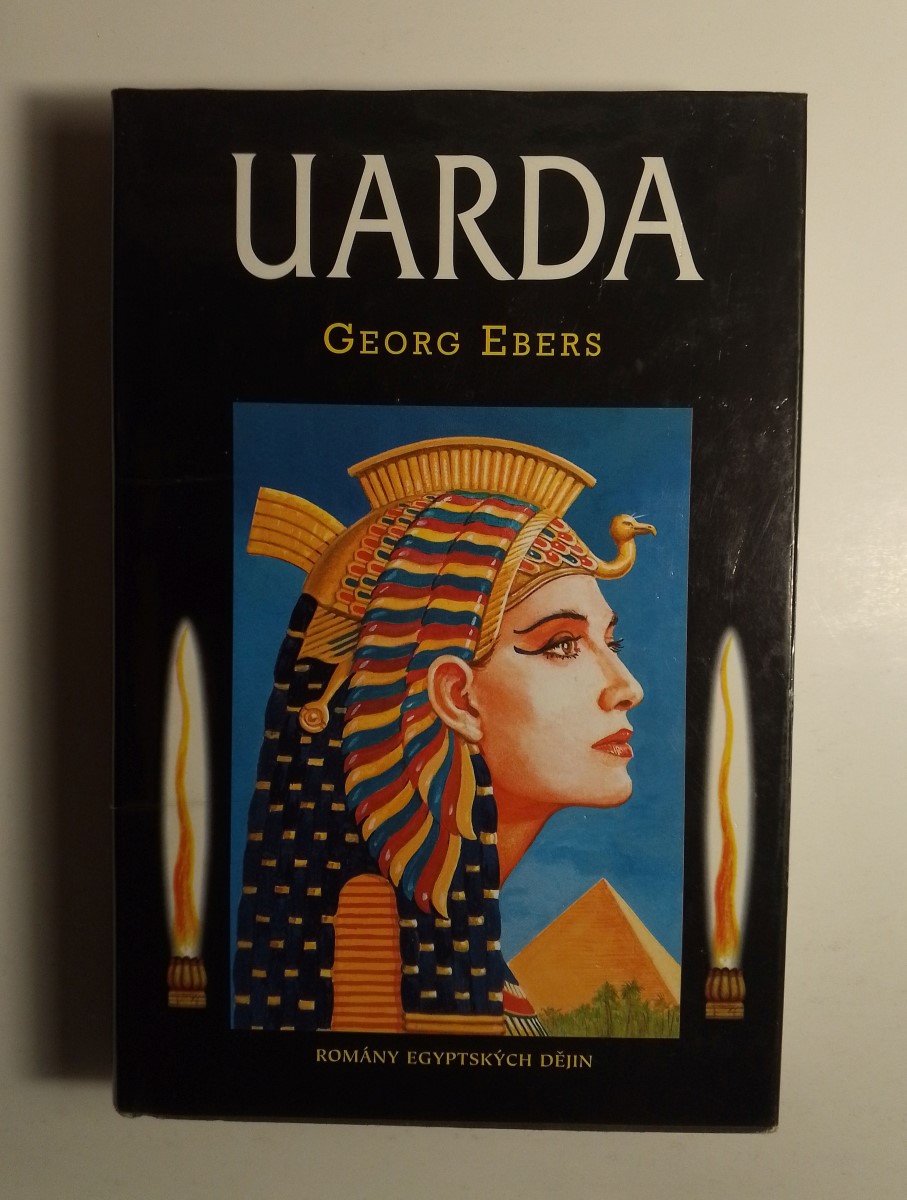 UARDA
GEORG EBERS
ROMÁNY EGYPTSKÝCH DĚJIN